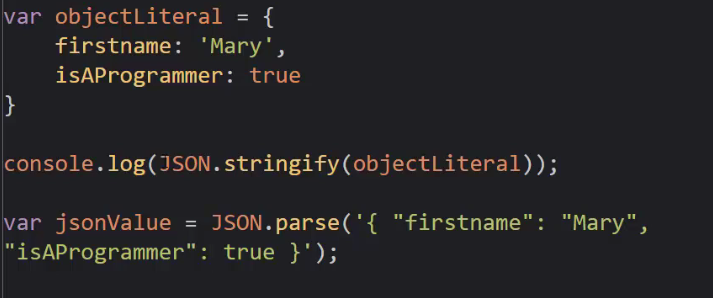 var objectLiteral = {
    firstname: 'Mary',
    isAProgrammer: true
}

console.log(JSON.stringify(objectLiteral));

var jsonValue = JSON.parse('{ "firstname": "Mary",
"isAProgrammer": true }');